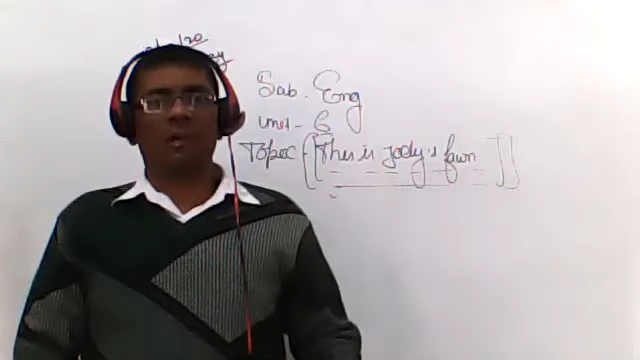 Sub - Eng
Unit - 6
Topic - [[This is Jody's fawn]]